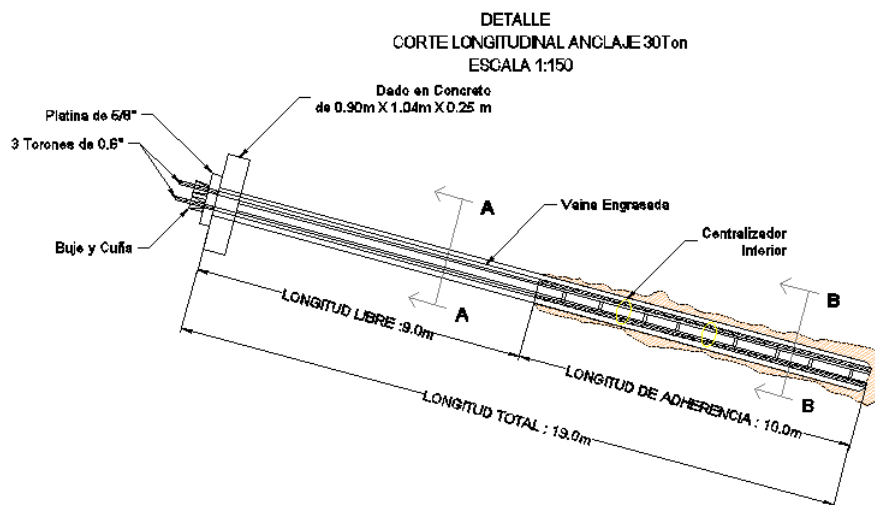 DETALLE
CORTE LONGITUDINAL ANCLAJE 30Ton
ESCALA 1:150
Dado en Concreto
de 0.90m X 1.04m X 0.25 m
Platina de 5/8"
3 Torones de 0.6"
A
Vaina Engrasada
Centralizador
Interior
Buje y Cuña
B
A
LONGITUD LIBRE :9.0m
B
LONGITUD DE ADHERENCIA : 10.0m
LONGITUD TOTAL : 19.0m